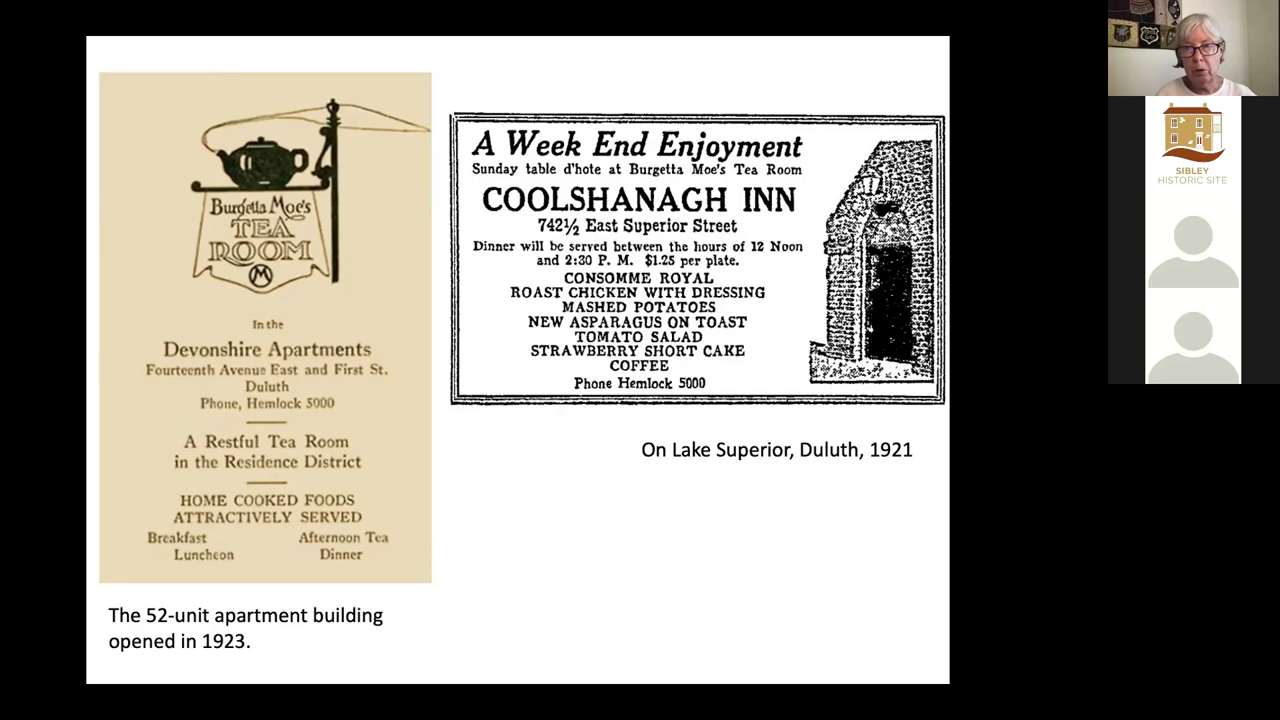 Burgetta Moe's
TEA
ROOM
M
In the
Devonshire Apartments
Fourteenth Avenue East and First St.
Duluth
Phone, Hemlock 5000
A Restful Tea Room
in the Residence District
HOME COOKED FOODS
ATTRACTIVELY SERVED
Breakfast Afternoon Tea
Luncheon Dinner
The 52-unit apartment building
opened in 1923.
A Week End Enjoyment
Sunday table d'hote at Burgetta Moe's Tea Room
COOLSHANAGH INN
742½ East Superior Street
Dinner will be served between the hours of 12 Noon
and 2:30 P. M. $1.25 per plate.
CONSOMME ROYAL
ROAST CHICKEN WITH DRESSING
MASHED POTATOES
NEW ASPARAGUS ON TOAST
TOMATO SALAD
STRAWBERRY SHORT CAKE
COFFEE
Phone Hemlock 5000
On Lake Superior, Duluth, 1921
SIBLEY
HISTORIC SITE